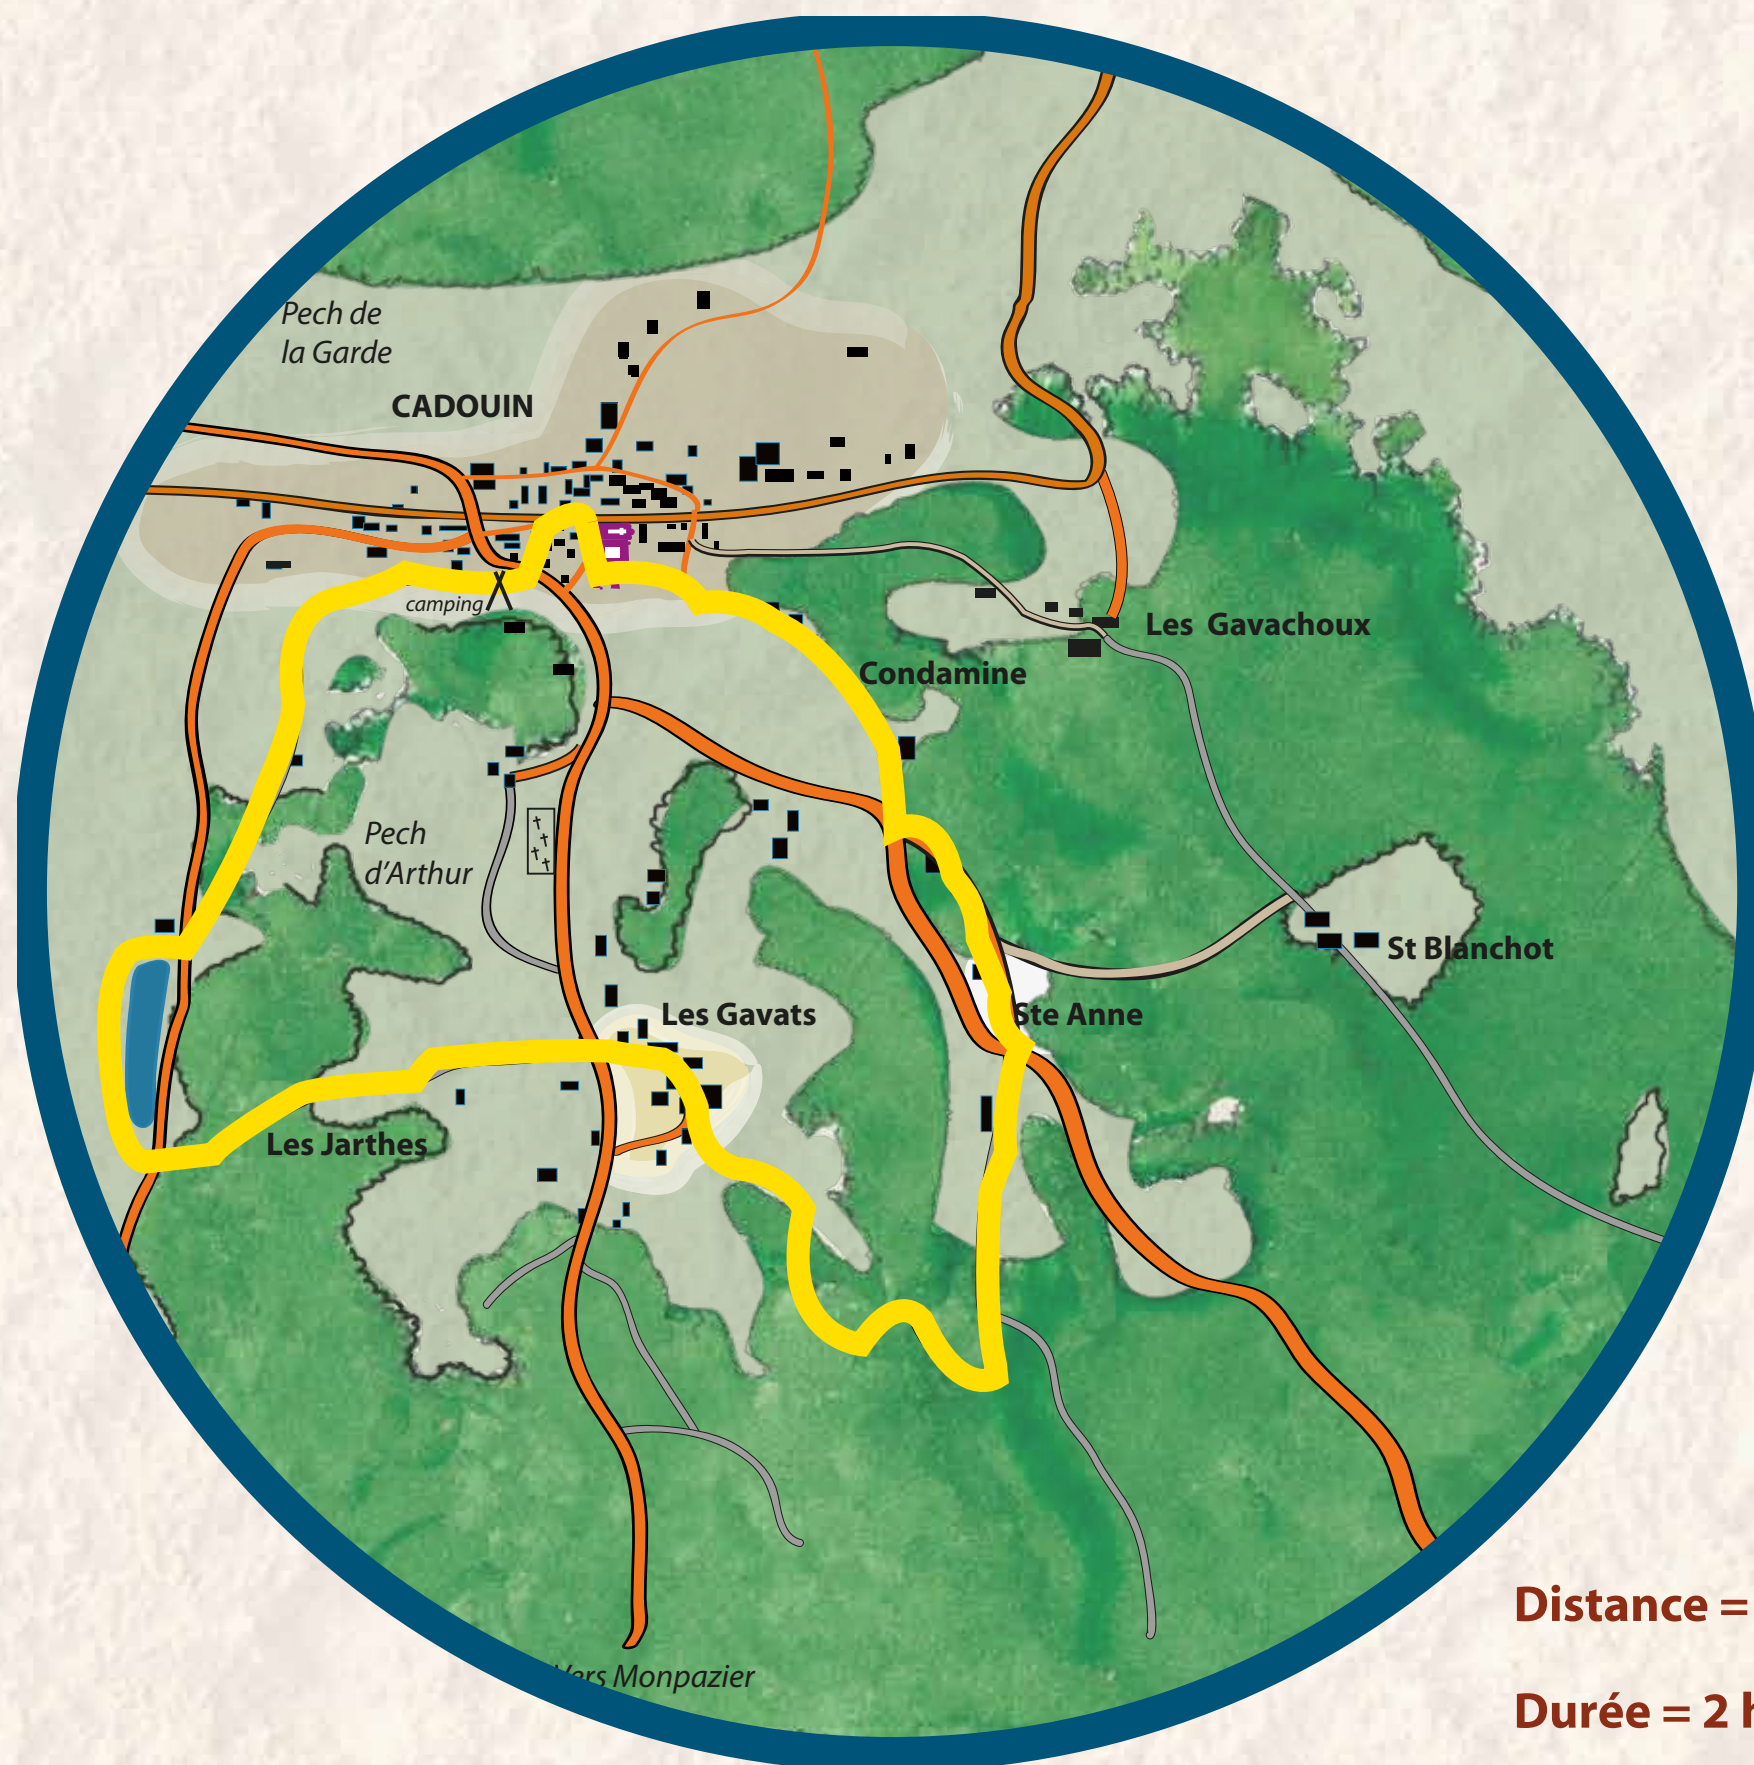 Pech de
la Garde
CADOUIN
camping
Les Gavachoux
Condamine
Pech
d'Arthur
St Blanchot
Les Gavats
Ste Anne
Les Jarthes
Vers Monpazier
Distance =
Durée = 2 h